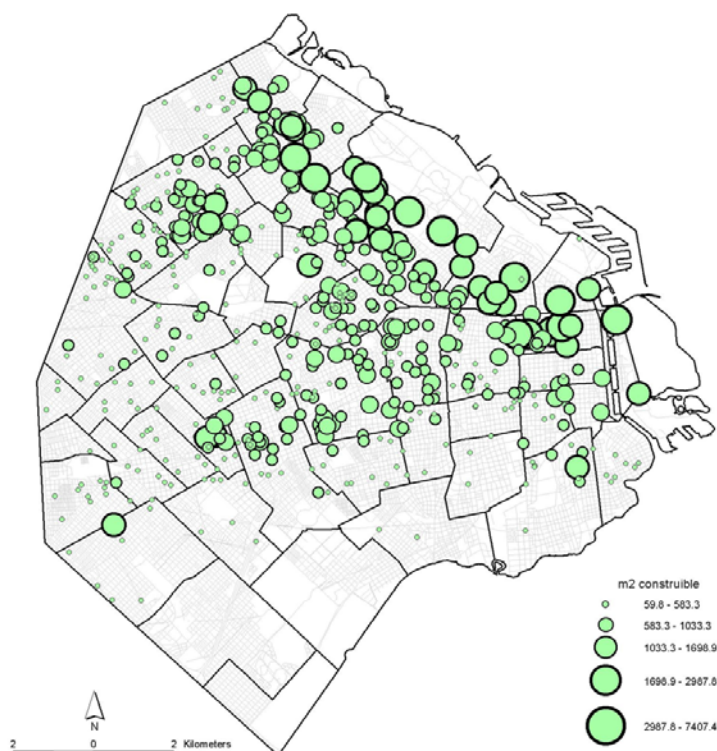 m2 construible
59.8 - 583.3
583.3 - 1033.3
1033.3 - 1698.9
1698.9 - 2987.8
2987.8 - 7407.4
N
2 0 2 Kilometers